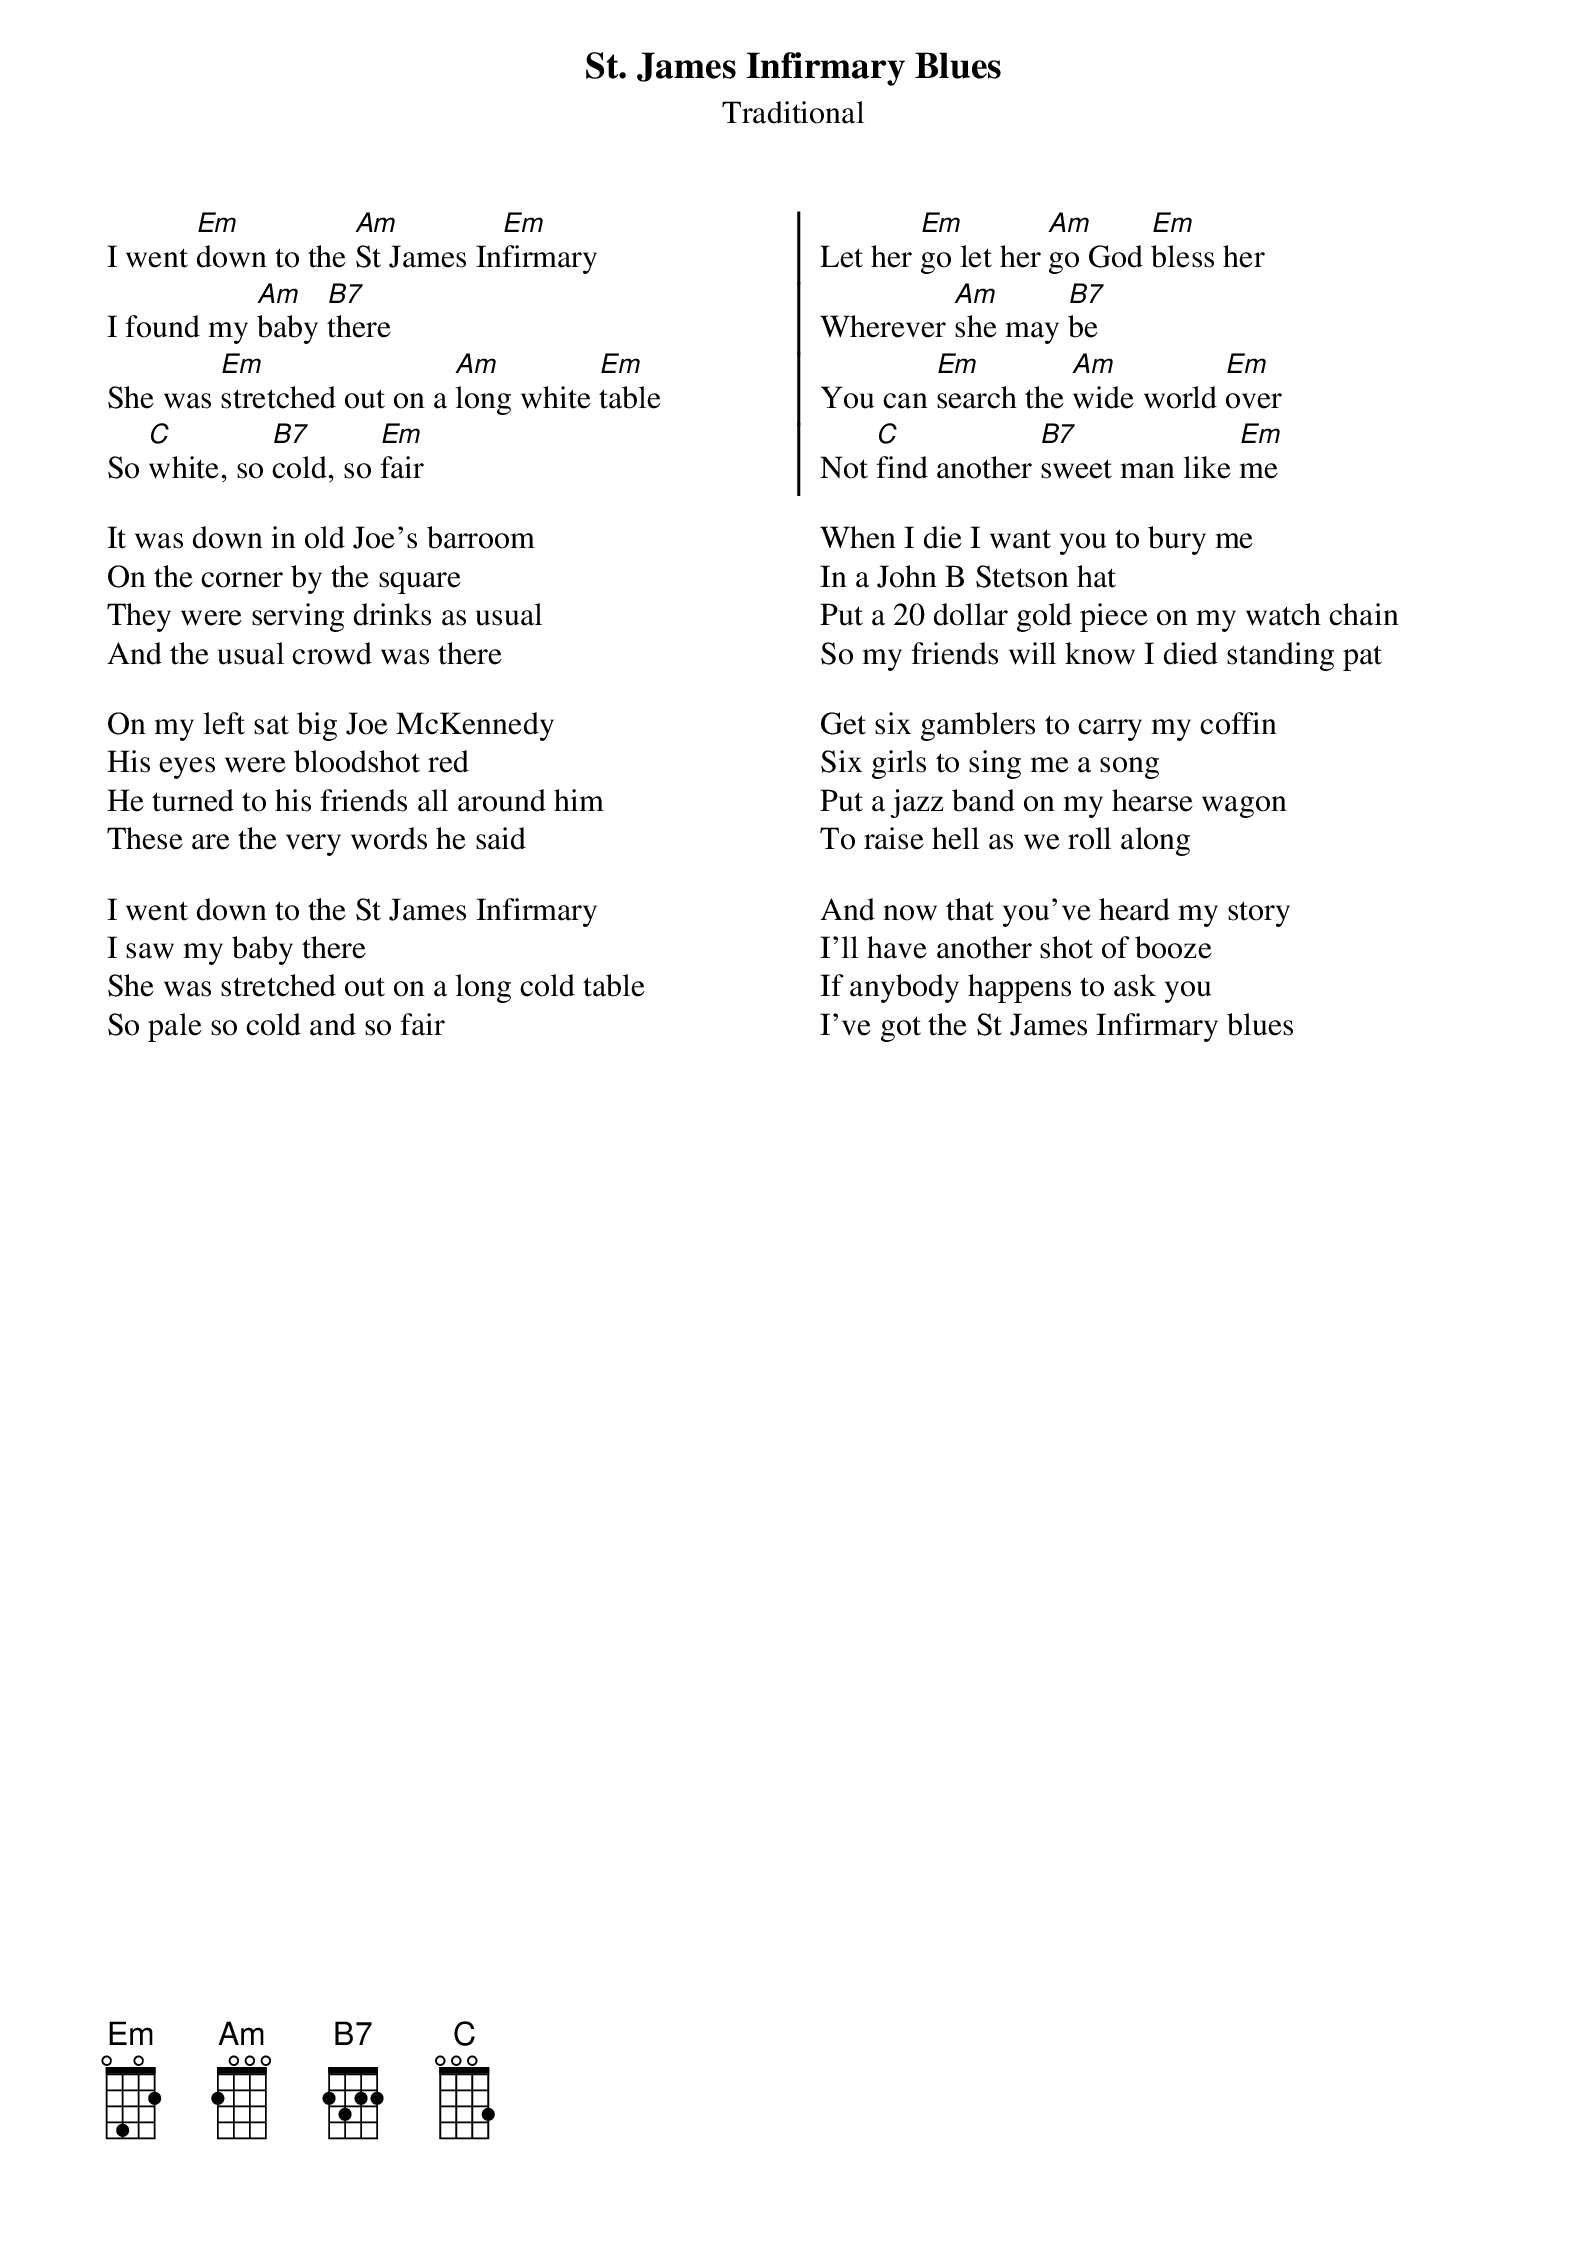 St. James Infirmary Blues
Traditional
Em Am Em
I went down to the St James Infirmary
Am B7
I found my baby there
Em Am Em
She was stretched out on a long white table
C B7 Em
So white, so cold, so fair
It was down in old Joe's barroom
On the corner by the square
They were serving drinks as usual
And the usual crowd was there
On my left sat big Joe McKennedy
His eyes were bloodshot red
He turned to his friends all around him
These are the very words he said
I went down to the St James Infirmary
I saw my baby there
She was stretched out on a long cold table
So pale so cold and so fair
Em Am Em
Let her go let her go God bless her
Am B7
Wherever she may be
Em Am Em
You can search the wide world over
C B7 Em
Not find another sweet man like me
When I die I want you to bury me
In a John B Stetson hat
Put a 20 dollar gold piece on my watch chain
So my friends will know I died standing pat
Get six gamblers to carry my coffin
Six girls to sing me a song
Put a jazz band on my hearse wagon
To raise hell as we roll along
And now that you've heard my story
I'll have another shot of booze
If anybody happens to ask you
I've got the St James Infirmary blues
Em Am B7 C